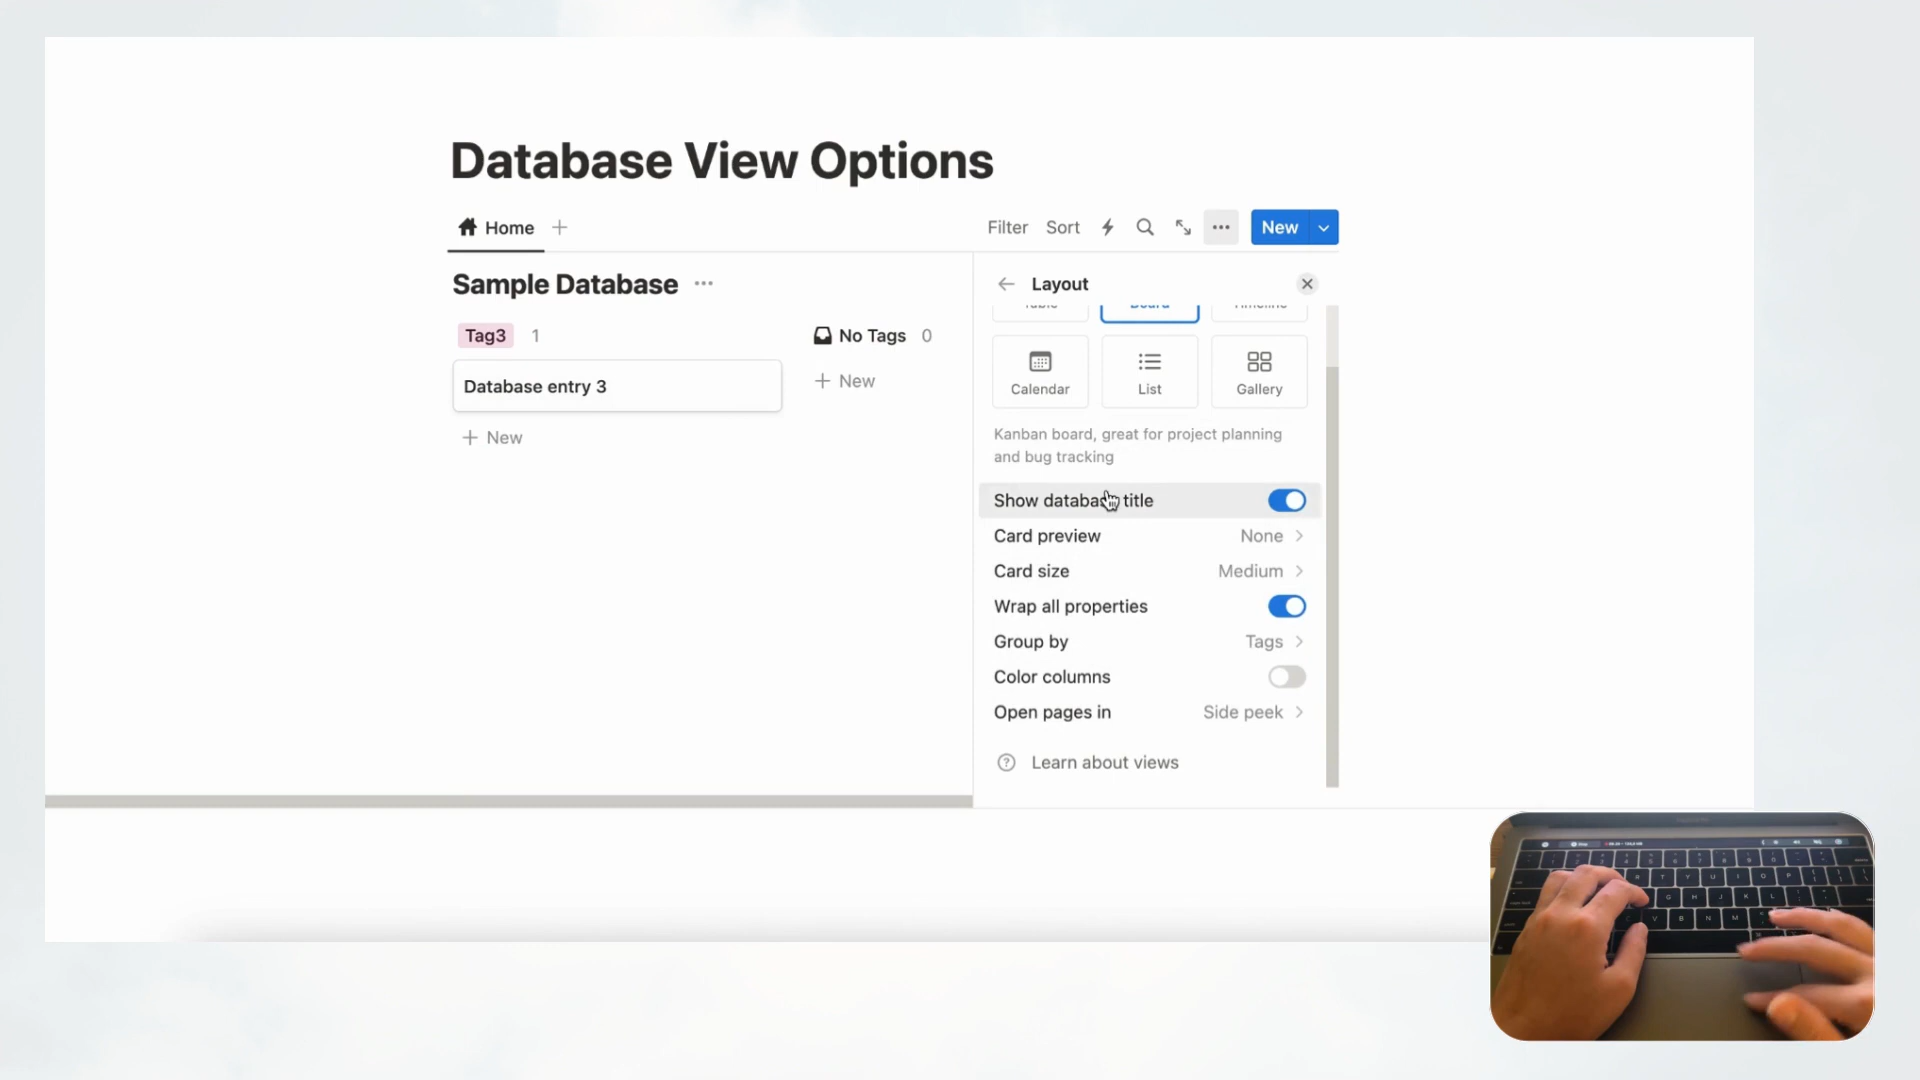 Database View Options
Home
Filter Sort
New
Sample Database
Layout
Table Board Timeline
Tag3 1
No Tags 0
Database entry 3
New
New
Calendar List Gallery
Kanban board, great for project planning
and bug tracking
Show database title
Card preview None
Card size Medium
Wrap all properties
Group by Tags
Color columns
Open pages in Side peek
Learn about views